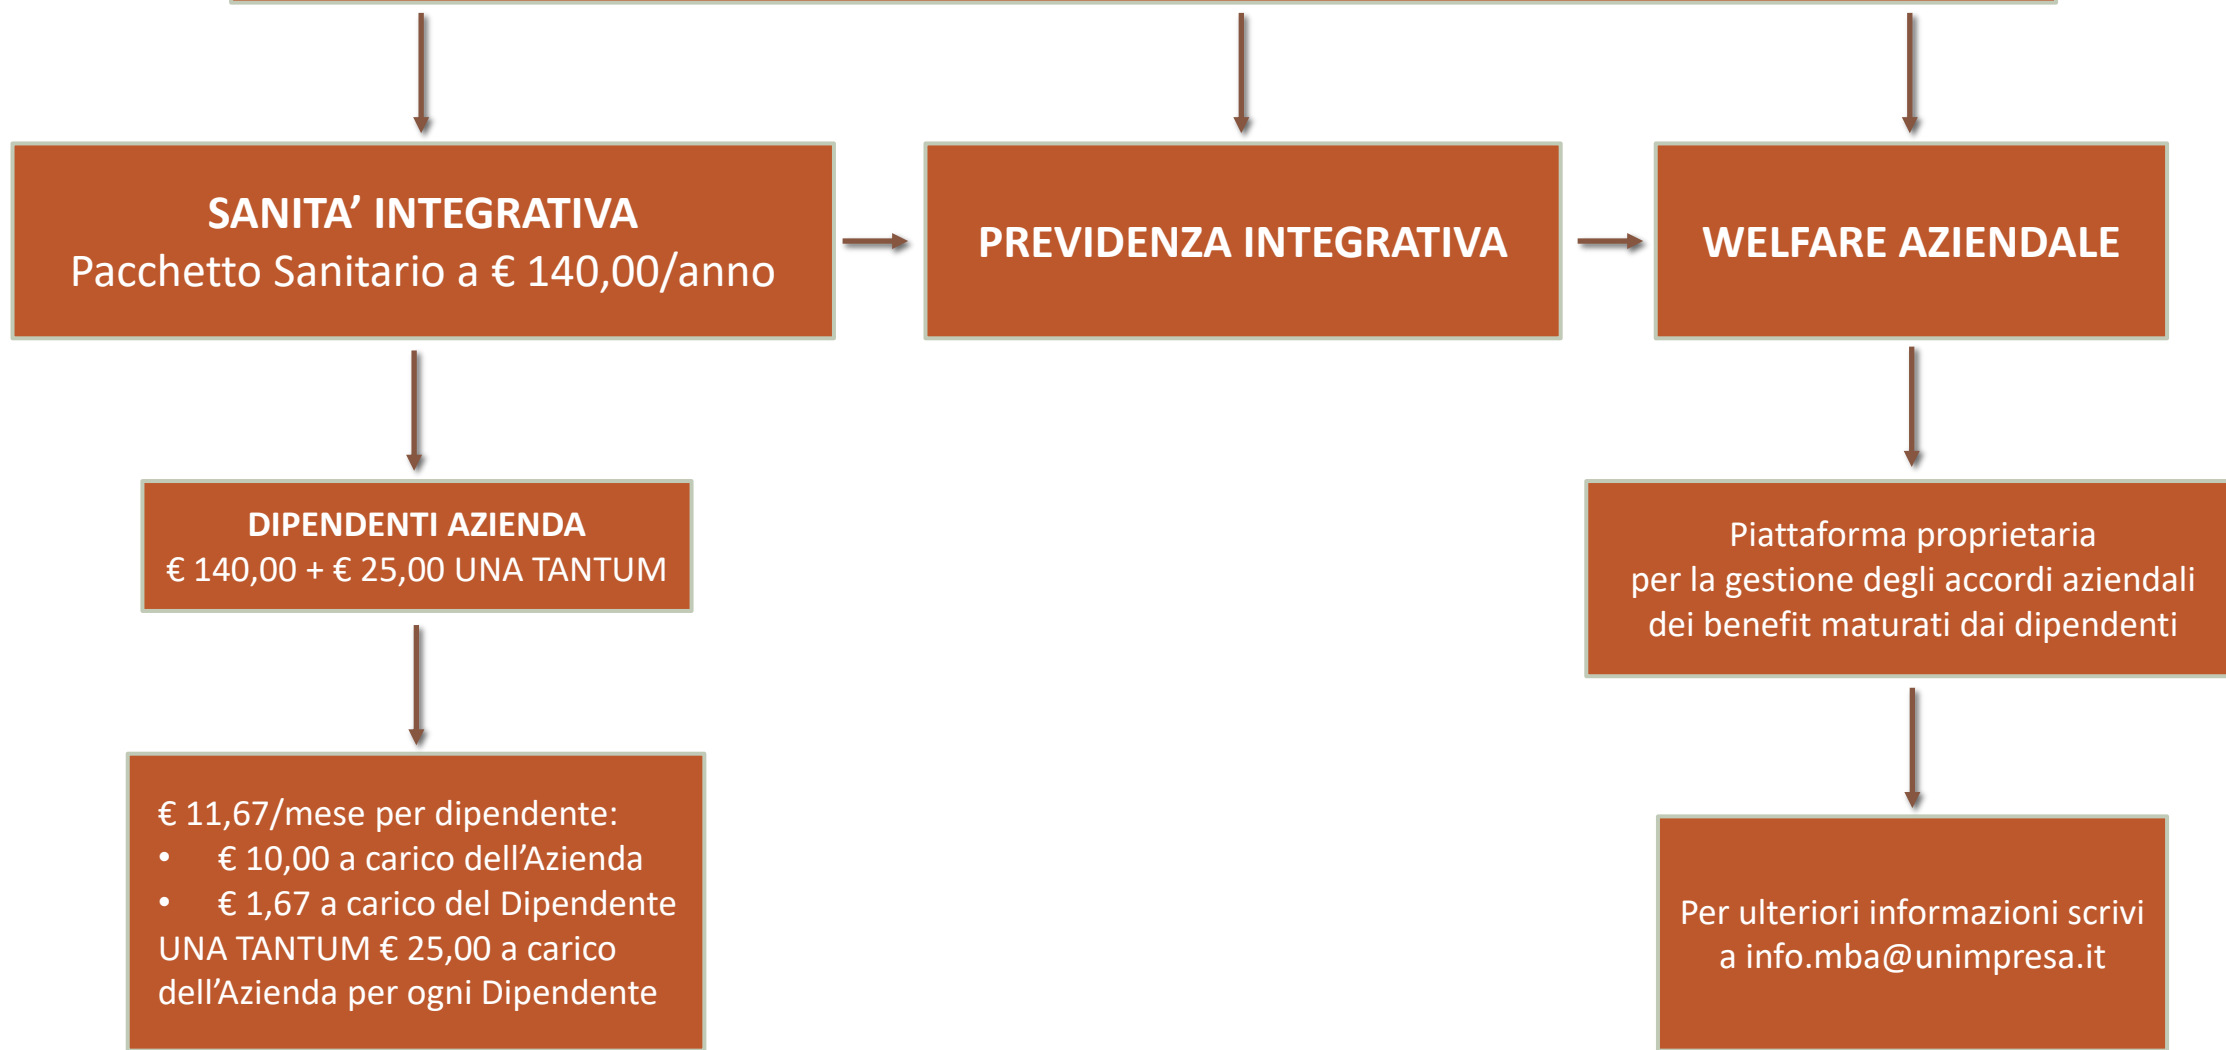 SANITA’ INTEGRATIVA
Pacchetto Sanitario a € 140,00/anno
PREVIDENZA INTEGRATIVA
WELFARE AZIENDALE
DIPENDENTI AZIENDA
€ 140,00 + € 25,00 UNA TANTUM
Piattaforma proprietaria
per la gestione degli accordi aziendali
dei benefit maturati dai dipendenti
€ 11,67/mese per dipendente:
• € 10,00 a carico dell’Azienda
• € 1,67 a carico del Dipendente
UNA TANTUM € 25,00 a carico
dell’Azienda per ogni Dipendente
Per ulteriori informazioni scrivi
a info.mba@unimpresa.it